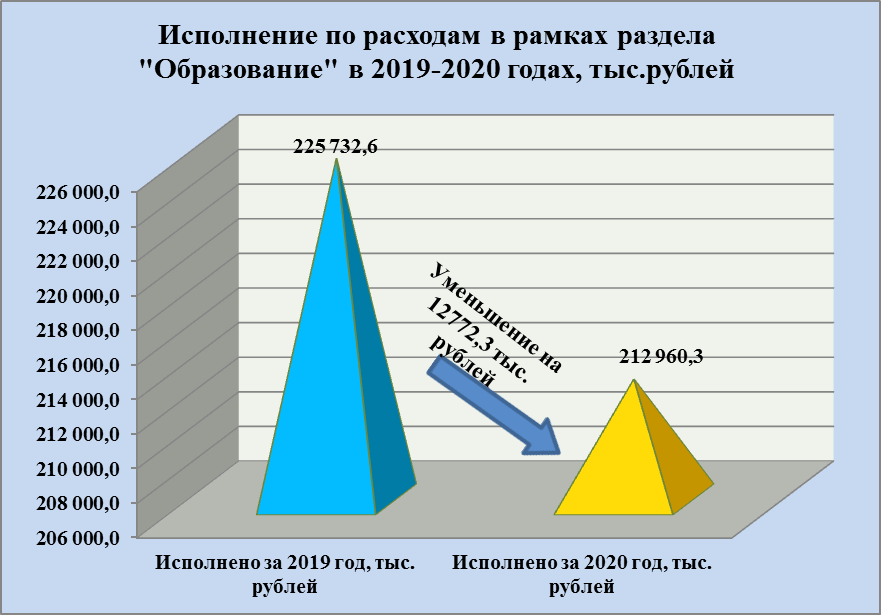 Исполнение по расходам в рамках раздела
"Образование" в 2019-2020 годах, тыс.рублей
225 732,6
226 000,0
224 000,0
222 000,0
220 000,0
218 000,0
216 000,0
214 000,0
212 000,0
210 000,0
208 000,0
206 000,0
Уменьшение на
12772,3 тыс.
рублей
212 960,3
Исполнено за 2019 год, тыс.
рублей
Исполнено за 2020 год, тыс.
рублей